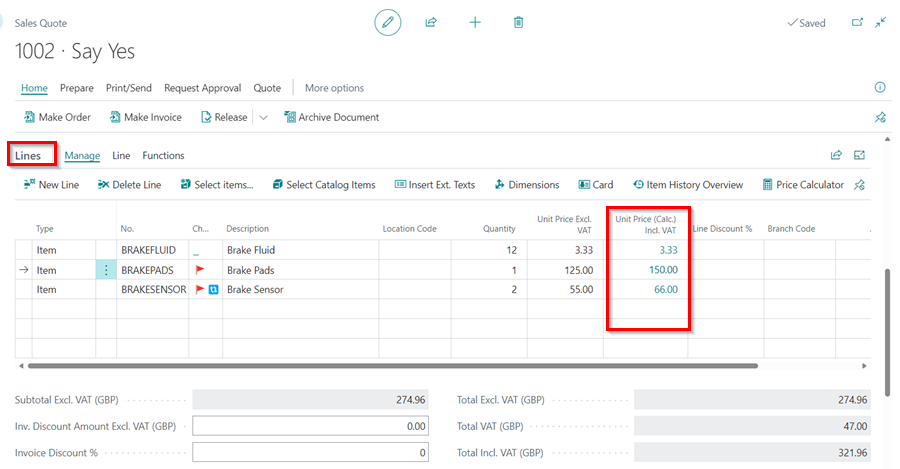 Sales Quote
Saved
1002 · Say Yes
Home Prepare Print/Send Request Approval Quote More options
Make Order Make Invoice Release Archive Document
Lines Manage Line Functions
New Line Delete Line Select items... Select Catalog Items Insert Ext. Texts Dimensions Card Item History Overview Price Calculator
Type No. Ch... Description Location Code Quantity Unit Price Excl. VAT Unit Price (Calc.) Incl. VAT Line Discount % Branch Code
Item BRAKEFLUID _ Brake Fluid 12 3.33 3.33
Item BRAKEPADS Brake Pads 1 125.00 150.00
Item BRAKESENSOR Brake Sensor 2 55.00 66.00
Subtotal Excl. VAT (GBP) 274.96 Total Excl. VAT (GBP) 274.96
Inv. Discount Amount Excl. VAT (GBP) 0.00 Total VAT (GBP) 47.00
Invoice Discount % 0 Total Incl. VAT (GBP) 321.96